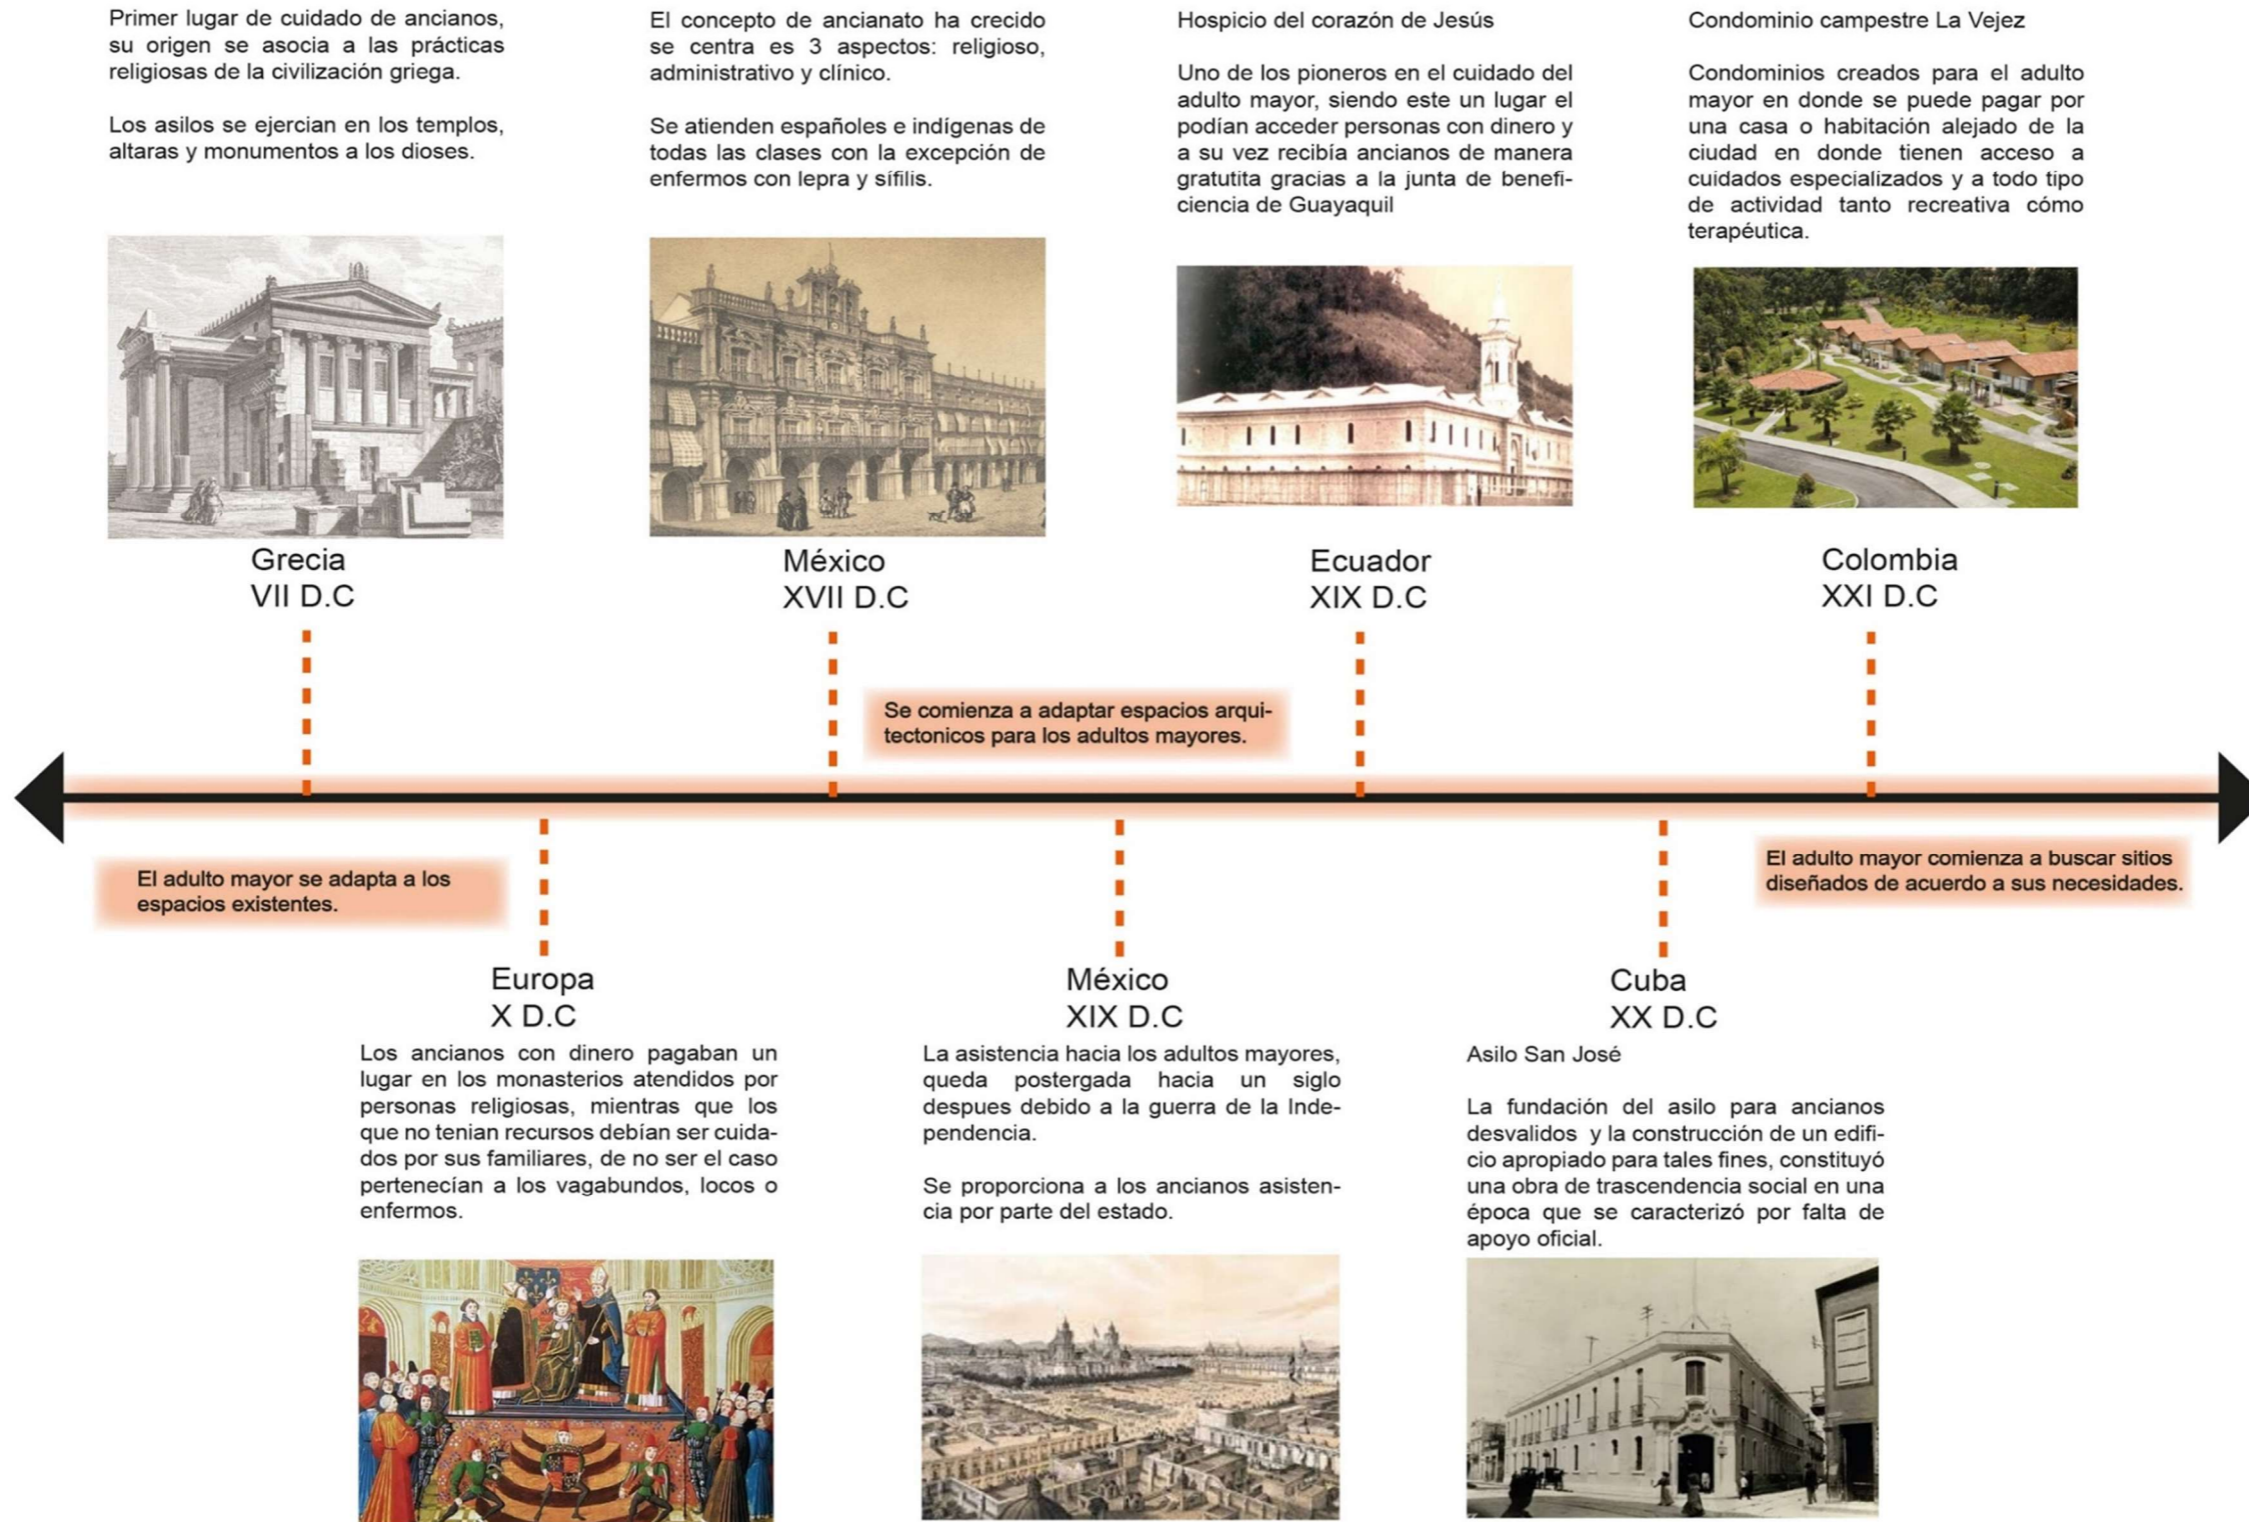 Primer lugar de cuidado de ancianos,
su origen se asocia a las prácticas
religiosas de la civilización griega.
Los asilos se ejercian en los templos,
altaras y monumentos a los dioses.
Grecia
VII D.C
El concepto de ancianato ha crecido
se centra es 3 aspectos: religioso,
administrativo y clínico.
Se atienden españoles e indígenas de
todas las clases con la excepción de
enfermos con lepra y sífilis.
México
XVII D.C
Hospicio del corazón de Jesús
Uno de los pioneros en el cuidado del
adulto mayor, siendo este un lugar el
podían acceder personas con dinero y
a su vez recibía ancianos de manera
gratutita gracias a la junta de benefi-
ciencia de Guayaquil
Ecuador
XIX D.C
Condominio campestre La Vejez
Condominios creados para el adulto
mayor en donde se puede pagar por
una casa o habitación alejado de la
ciudad en donde tienen acceso a
cuidados especializados y a todo tipo
de actividad tanto recreativa cómo
terapéutica.
Colombia
XXI D.C
Se comienza a adaptar espacios arqui-
tectonicos para los adultos mayores.
El adulto mayor se adapta a los
espacios existentes.
El adulto mayor comienza a buscar sitios
diseñados de acuerdo a sus necesidades.
Europa
X D.C
Los ancianos con dinero pagaban un
lugar en los monasterios atendidos por
personas religiosas, mientras que los
que no tenian recursos debían ser cuida-
dos por sus familiares, de no ser el caso
pertenecían a los vagabundos, locos o
enfermos.
México
XIX D.C
La asistencia hacia los adultos mayores,
queda postergada hacia un siglo
despues debido a la guerra de la Inde-
pendencia.
Se proporciona a los ancianos asisten-
cia por parte del estado.
Cuba
XX D.C
Asilo San José
La fundación del asilo para ancianos
desvalidos y la construcción de un edifi-
cio apropiado para tales fines, constituyó
una obra de trascendencia social en una
época que se caracterizó por falta de
apoyo oficial.